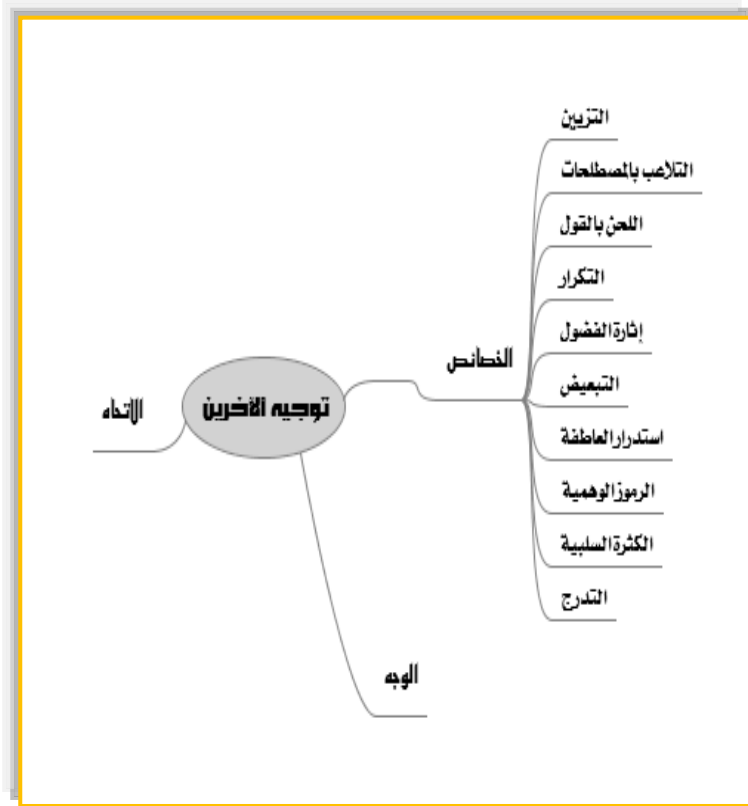 توجيه الآخرين
الخصائص
التزيين
التلاعب بالمصطلحات
اللحن بالقول
التكرار
إثارة الفضول
التبعيض
استدرار العاطفة
الرموز الوهمية
الكثرة السلبية
التدرج
الوجه
الاتجاه